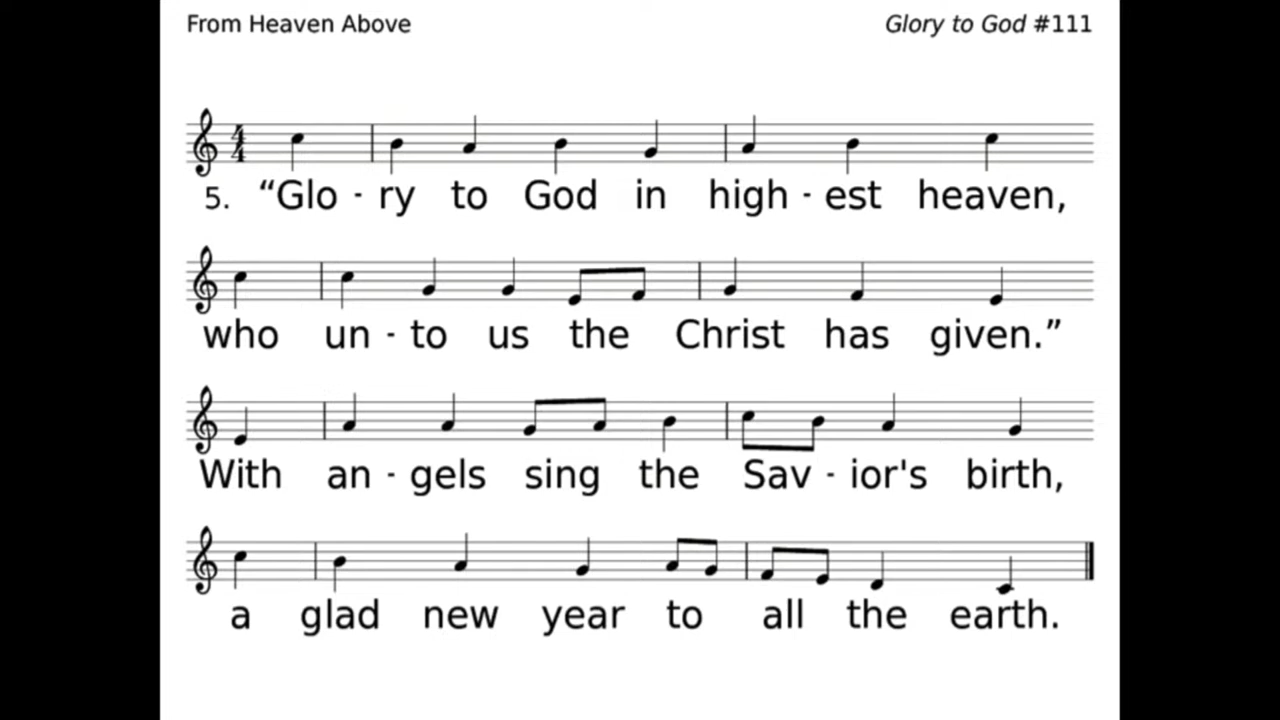 From Heaven Above Glory to God #111
4
4
5. “Glo - ry to God in high - est heaven,
who un - to us the Christ has given.”
With an - gels sing the Sav - ior's birth,
a glad new year to all the earth.